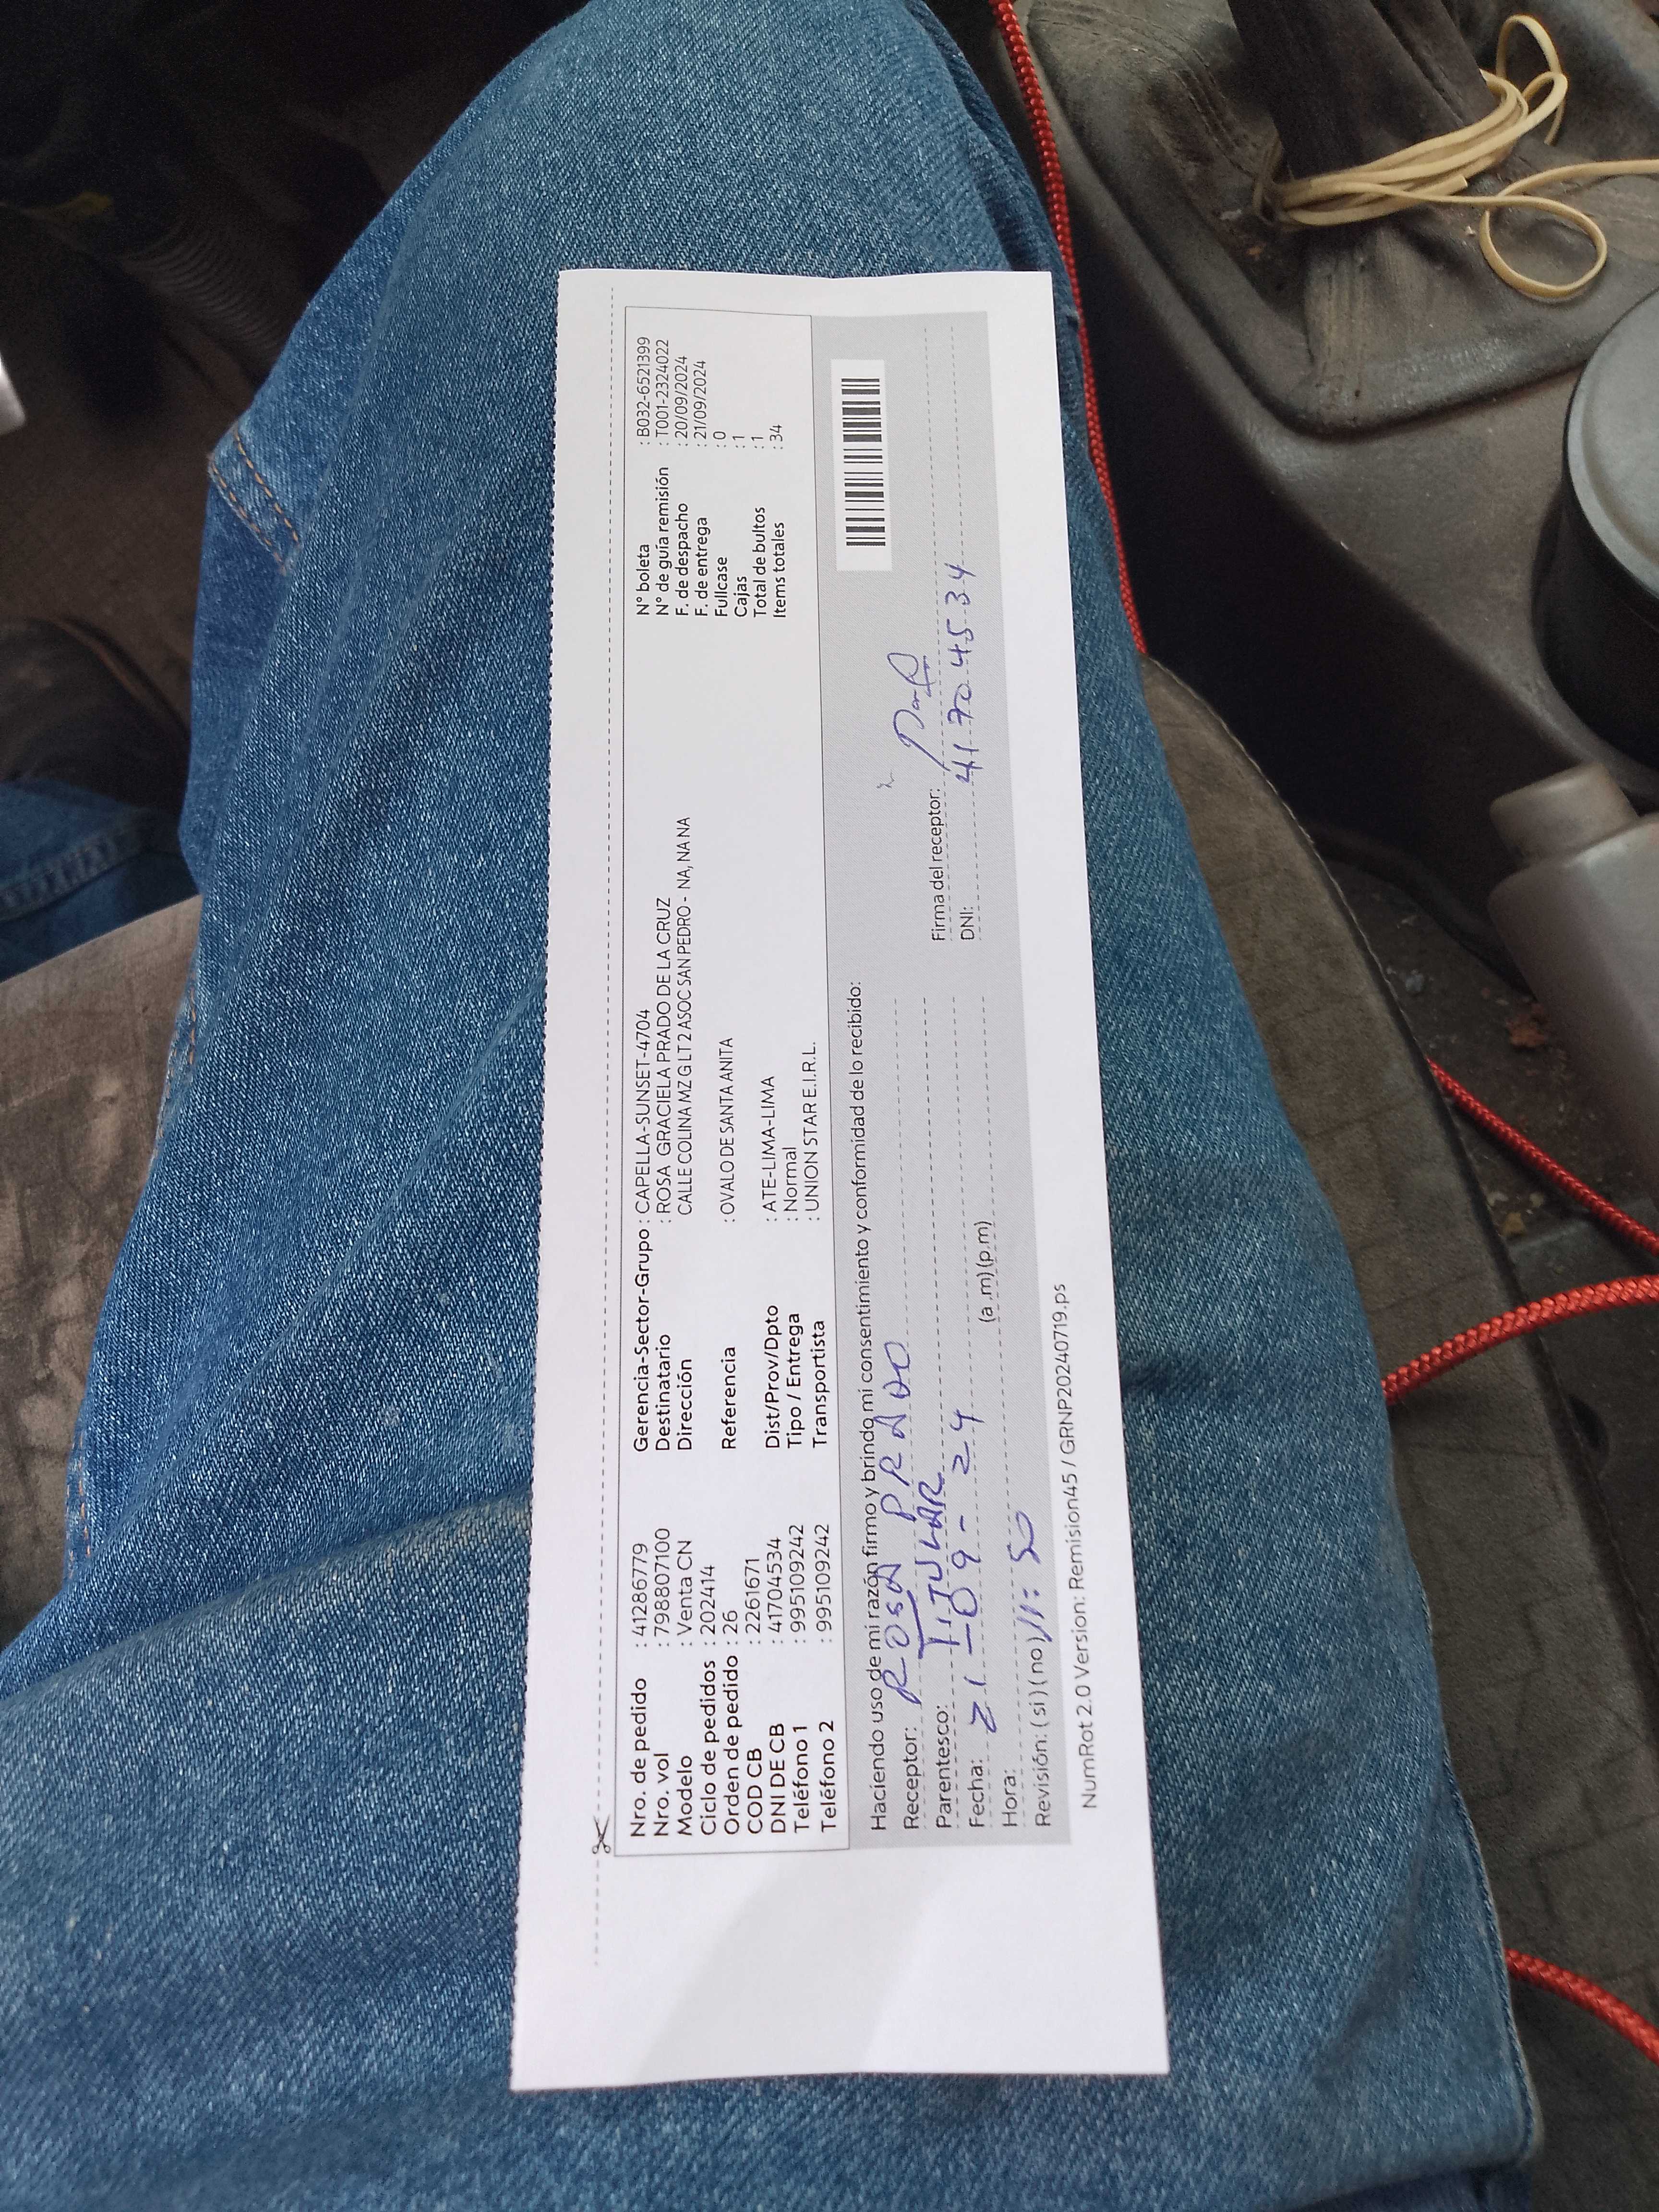 Nro. de pedido : 41286779
Nro. vol : 798807100
Modelo : Venta CN
Ciclo de pedidos : 202414
Orden de pedido : 26
COD CB : 2261671
DNI DE CB : 41704534
Teléfono 1 : 995109242
Teléfono 2 : 995109242
Gerencia-Sector-Grupo : CAPELLA-SUNSET-4704
Destinatario : ROSA GRACIELA PRADO DE LA CRUZ
Dirección CALLE COLINA MZ G LT 2 ASOC SAN PEDRO - NA, NA NA
Referencia : OVALO DE SANTA ANITA
Dist/Prov/Dpto : ATE-LIMA-LIMA
Tipo / Entrega : Normal
Transportista : UNION STAR E.I.R.L.
N° boleta : B032-6521399
N° de guía remisión : T001-2324022
F. de despacho : 20/09/2024
F. de entrega : 21/09/2024
Fullcase : 0
Cajas : 1
Total de bultos : 1
Items totales : 34
Haciendo uso de mi razón firmo y brindo mi consentimiento y conformidad de lo recibido:
Receptor: ROSA PRADO
Parentesco: TITULAR
Fecha: 21-09-24
Hora: 11:50 (a.m)(p.m)
Revisión: (si) (no)
Firma del receptor:
DNI: 41704534
NumRot 2.0 Version: Remision45 / GRNP20240719.ps